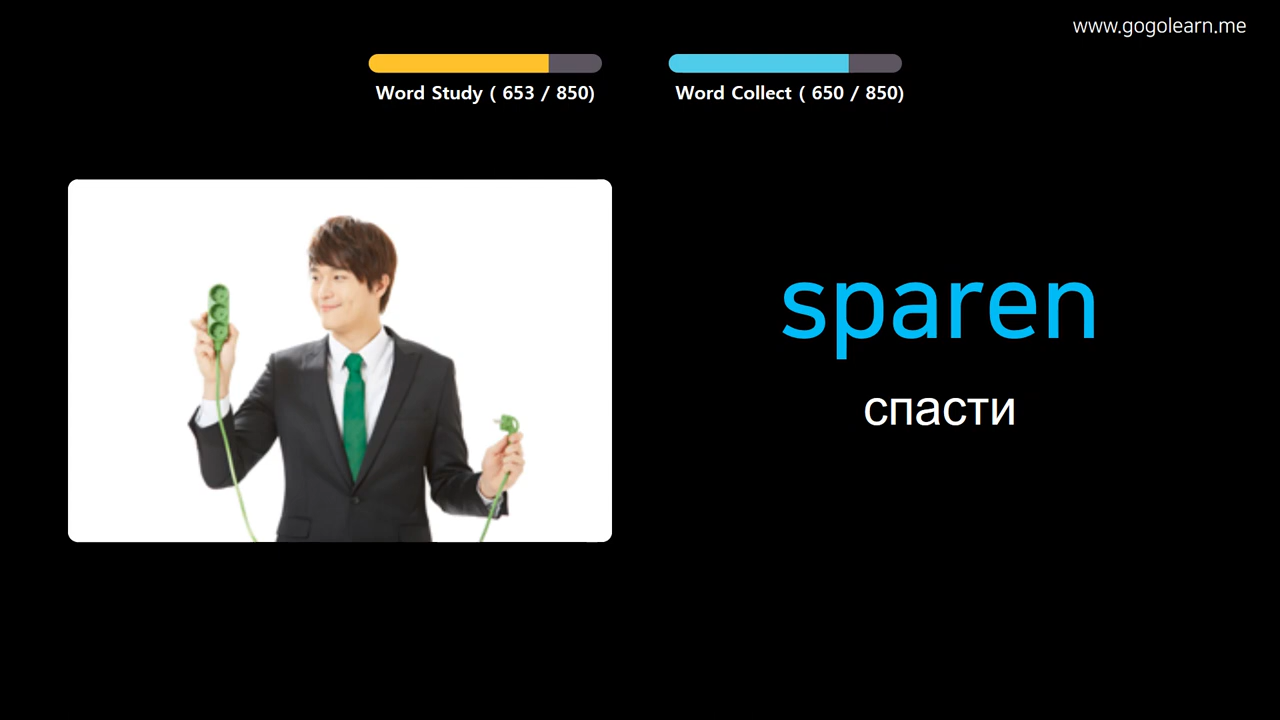 www.gogolearn.me
Word Study ( 653 / 850)
Word Collect ( 650 / 850)
sparen
спасти